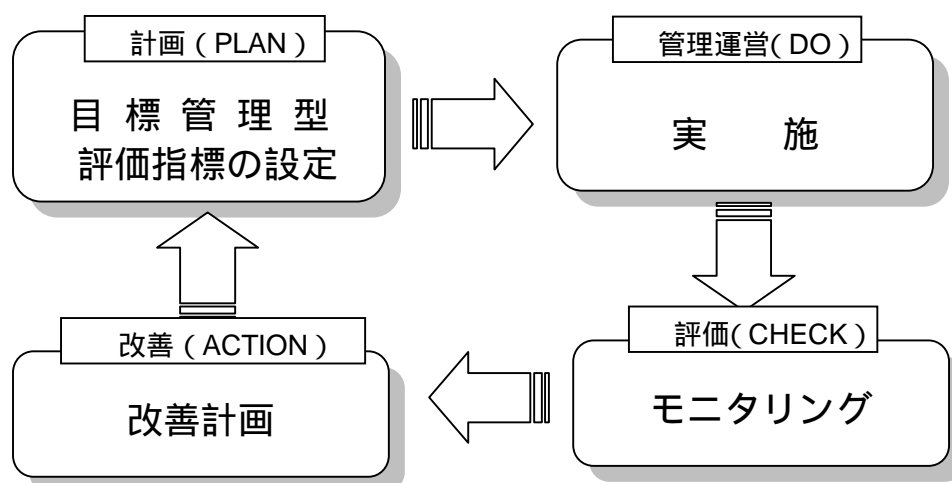 計画（PLAN）
目標管理型
評価指標の設定
管理運営（DO）
実施
評価（CHECK）
モニタリング
改善（ACTION）
改善計画